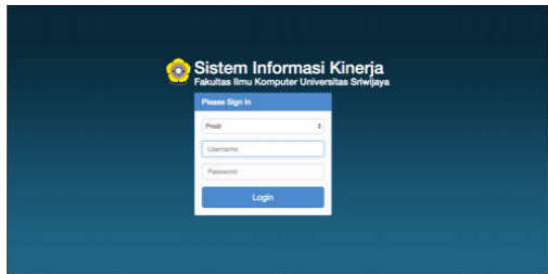 Sistem Informasi Kinerja
Fakultas Ilmu Komputer Universitas Sriwijaya
Please Sign In
Prodi
Username
Password
Login